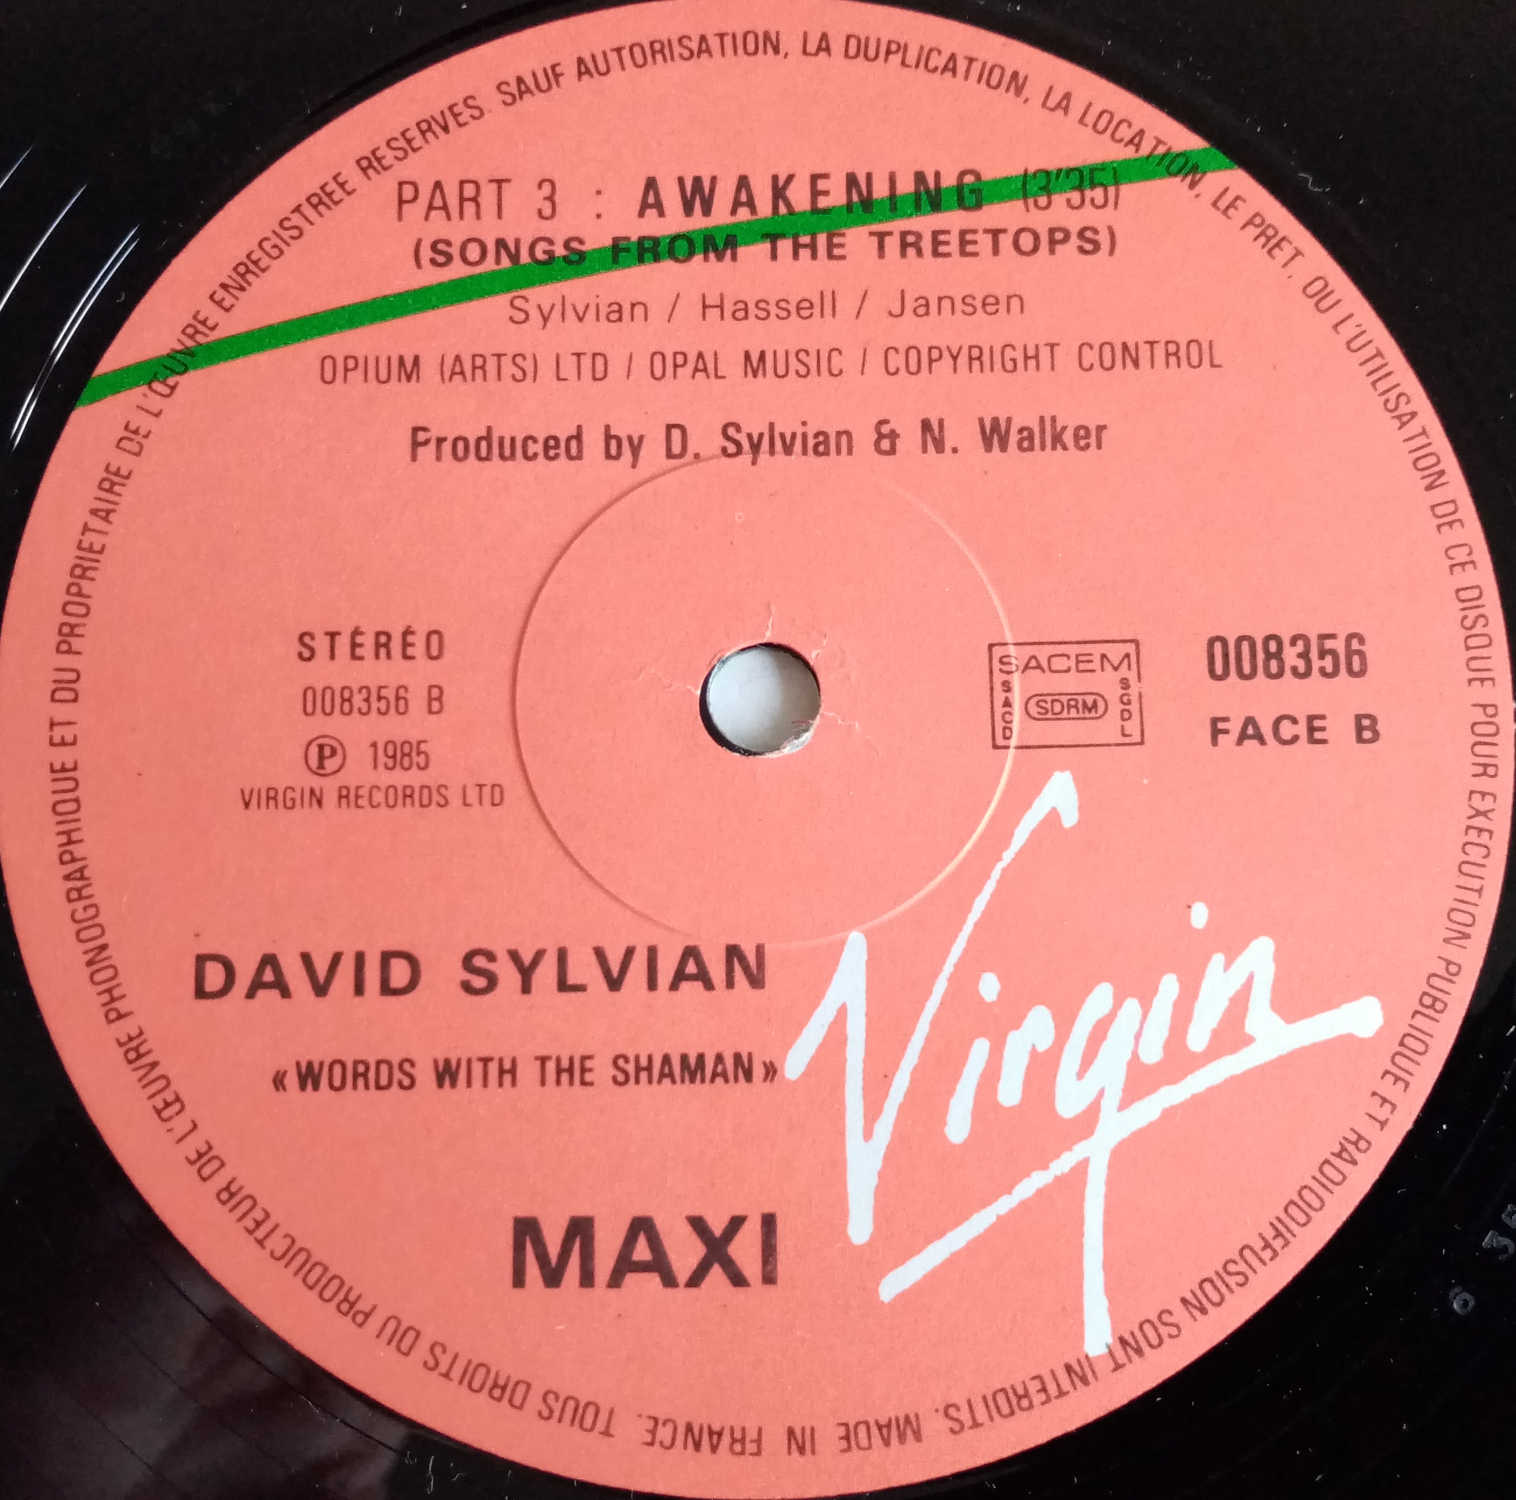 PART 3 : AWAKENING (3"35)
(SONGS FROM THE TREETOPS)
Sylvian / Hassell / Jansen
OPIUM (ARTS) LTD / OPAL MUSIC / COPYRIGHT CONTROL
Produced by D. Sylvian & N. Walker
STÉRÉO
008356 B
Ⓟ 1985
VIRGIN RECORDS LTD
SACEM
SACD
SDRM
SGDL
008356
FACE B
DAVID SYLVIAN
«WORDS WITH THE SHAMAN»
MAXI
Virgin
TOUS DROITS DU PRODUCTEUR DE L'ŒUVRE PHONOGRAPHIQUE ET DU PROPRIETAIRE DE L'ŒUVRE ENREGISTREE RESERVES. SAUF AUTORISATION, LA DUPLICATION, LA LOCATION, LE PRET, OU L'UTILISATION DE CE DISQUE POUR EXECUTION PUBLIQUE ET RADIODIFFUSION SONT INTERDITS. MADE IN FRANCE.